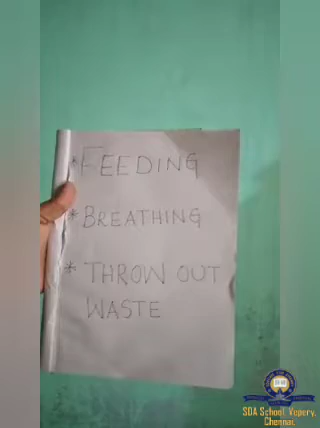 * FEEDING
* BREATHING
* THROW OUT
WASTE
SDA School, Vepery,
Chennai.